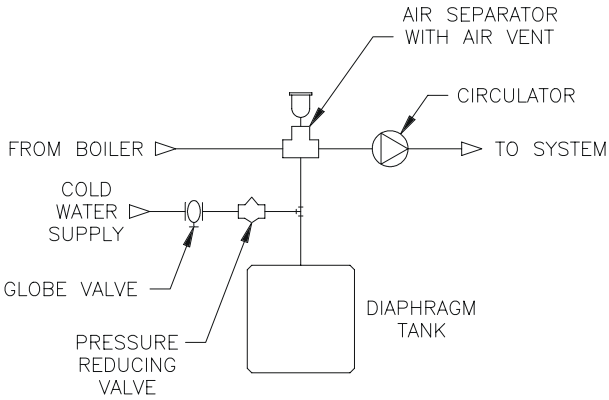 AIR SEPARATOR
WITH AIR VENT
CIRCULATOR
FROM BOILER
TO SYSTEM
COLD
WATER
SUPPLY
GLOBE VALVE
DIAPHRAGM
TANK
PRESSURE
REDUCING
VALVE